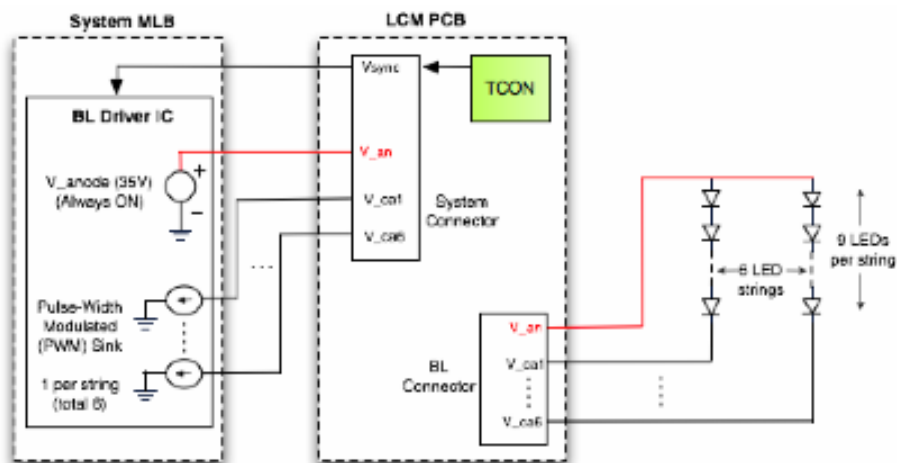 System MLB
LCM PCB
Vsync
TCON
BL Driver IC
V_an
V_anode (35V)
(Always ON)
+
−
V_ca1
System
Connector
V_ca6
...
Pulse-Width
Modulated
(PWM) Sink
1 per string
(total 6)
V_an
BL
Connector
V_ca1
V_ca6
9 LEDs
per string
6 LED
strings